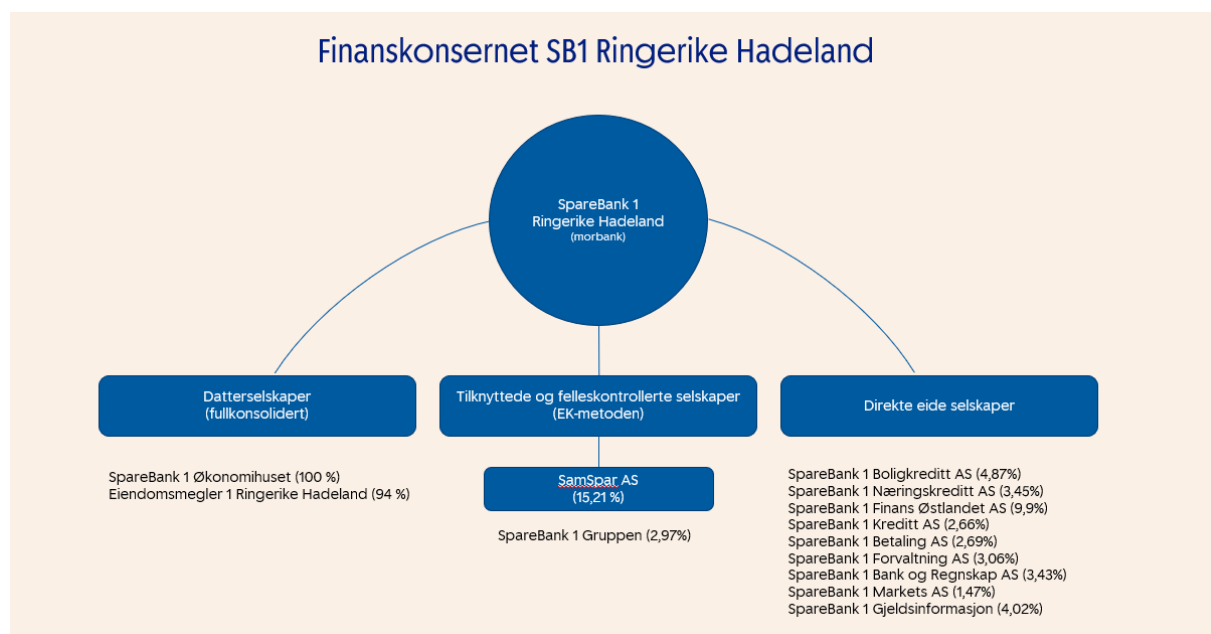 Finanskonsernet SB1 Ringerike Hadeland
SpareBank 1
Ringerike Hadeland
(morbank)
Datterselskaper
(fullkonsolidert)
SpareBank 1 Økonomihuset (100 %)
Eiendomsmegler 1 Ringerike Hadeland (94 %)
Tilknyttede og felleskontrollerte selskaper
(EK-metoden)
SamSpar AS
(15,21 %)
SpareBank 1 Gruppen (2,97%)
Direkte eide selskaper
SpareBank 1 Boligkreditt AS (4,87%)
SpareBank 1 Næringskreditt AS (3,45%)
SpareBank 1 Finans Østlandet AS (9,9%)
SpareBank 1 Kreditt AS (2,66%)
SpareBank 1 Betaling AS (2,69%)
SpareBank 1 Forvaltning AS (3,06%)
SpareBank 1 Bank og Regnskap AS (3,43%)
SpareBank 1 Markets AS (1,47%)
SpareBank 1 Gjeldsinformasjon (4,02%)